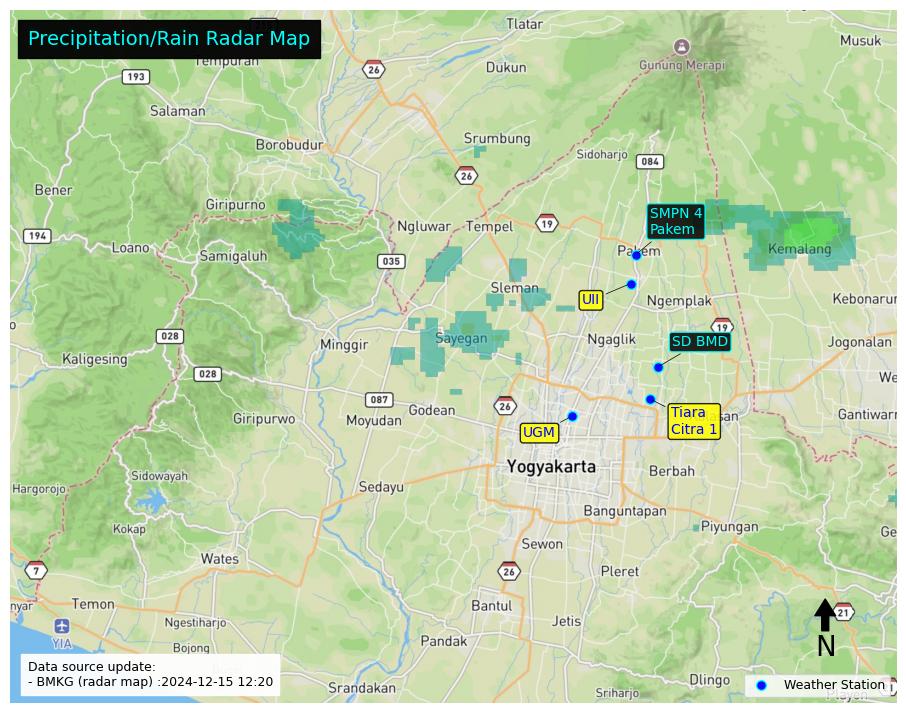 Precipitation/Rain Radar Map
Tlatar
Musuk
Tempuran
26
193
Dukun
Gunung Merapi
Salaman
Srumbung
Borobudur
Sidoharjo
084
26
Bener
Giripurno
SMPN 4
Pakem
Ngluwar
Tempel
19
194
Loano
Samigaluh
035
Pakem
Kemalang
Sleman
UII
Ngemplak
Kebonarum
028
Minggir
Sayegan
Ngaglik
19
SD BMD
Jogonalan
Kaligesing
028
087
Godean
26
Giripurwo
Moyudan
Tiara
Citra 1
Gantiwarn
UGM
Yogyakarta
Sidowayah
Berbah
Hargorojo
Sedayu
Kokap
Banguntapan
Piyungan
Sewon
Wates
7
26
Pleret
Temon
Bantul
21
Ngestiharjo
Jetis
YIA
Bojong
Pandak
N
Data source update:
- BMKG (radar map) :2024-12-15 12:20
Srandakan
Dlingo
Sriharjo
Weather Station
Playen